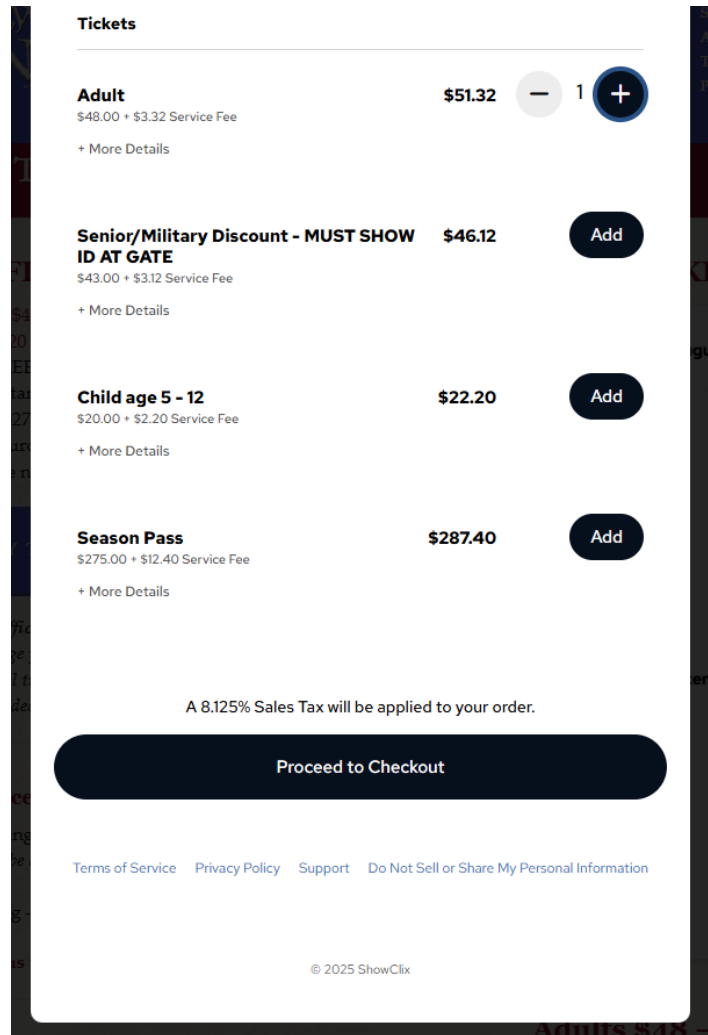 Tickets
Adult
$51.32
1
$48.00 + $3.32 Service Fee
+ More Details
Senior/Military Discount - MUST SHOW
ID AT GATE
$46.12
Add
$43.00 + $3.12 Service Fee
+ More Details
Child age 5 - 12
$22.20
Add
$20.00 + $2.20 Service Fee
+ More Details
Season Pass
$287.40
Add
$275.00 + $12.40 Service Fee
+ More Details
A 8.125% Sales Tax will be applied to your order.
Proceed to Checkout
Terms of Service
Privacy Policy
Support
Do Not Sell or Share My Personal Information
© 2025 ShowClix
Adults $48